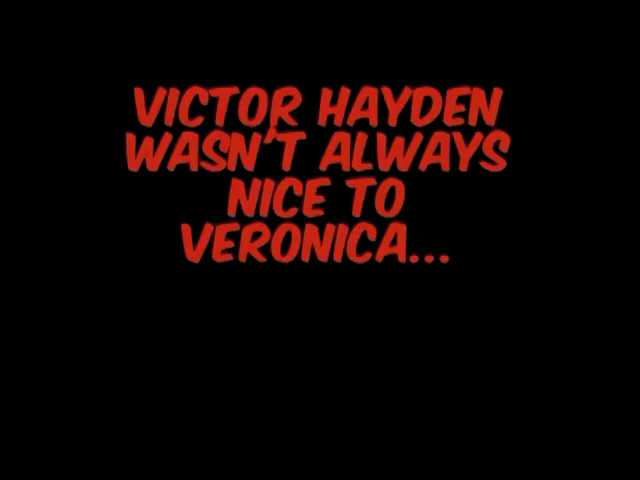 VICTOR HAYDEN
WASN'T ALWAYS
NICE TO
VERONICA...